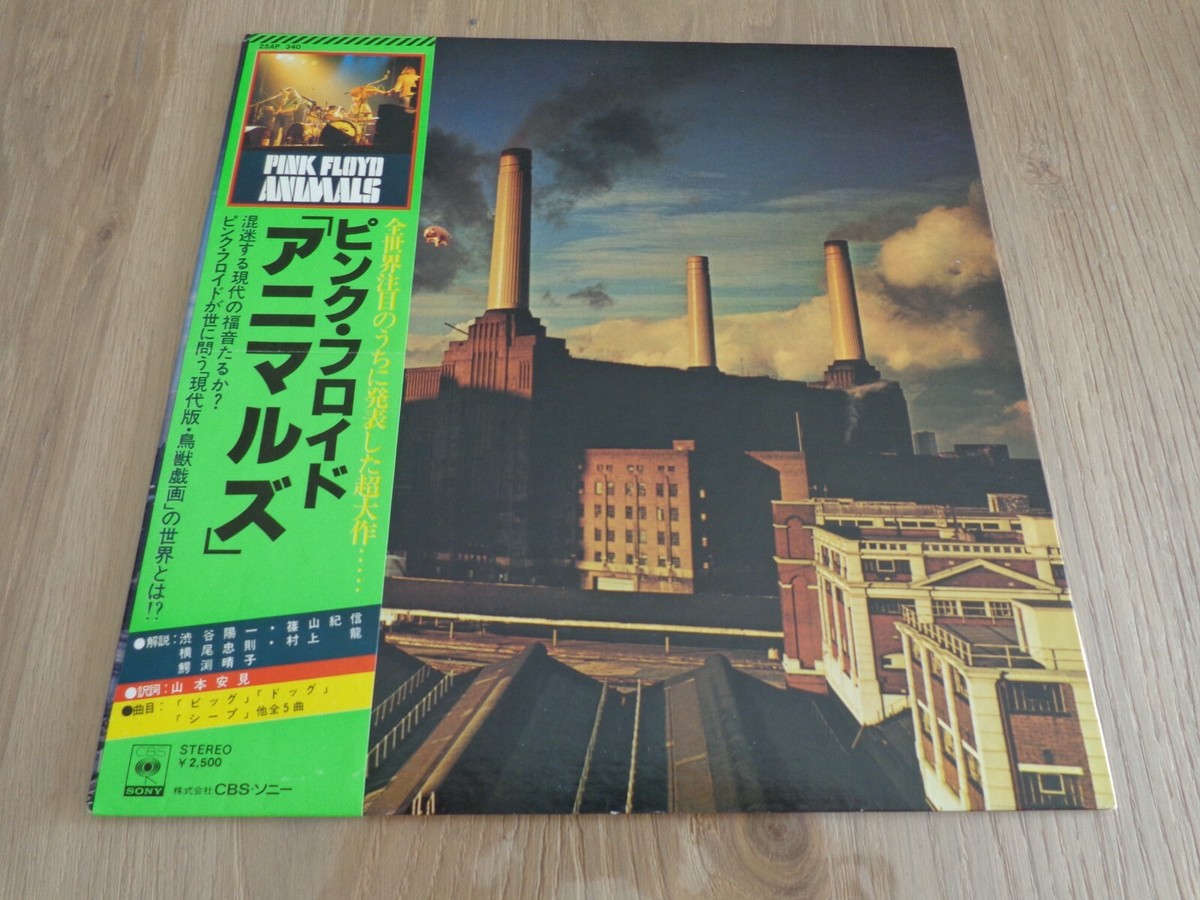 25AP 340
PINK FLOYD
ANIMALS
全世界注目のうちに発表した超大作……
ピンク・フロイド
「アニマルズ」
混迷する現代の福音たるか?
ピンク・フロイドが世に問う「現代版・鳥獣戯画」の世界とは!?
●解説:渋谷陽一・篠山紀信
横尾忠則・村上龍
鰐渕晴子
●訳詞:山本安見
●曲目:「ピッグ」「ドッグ」
「シープ」他全5曲
CBS
SONY
STEREO
¥2,500
株式会社CBS・ソニー